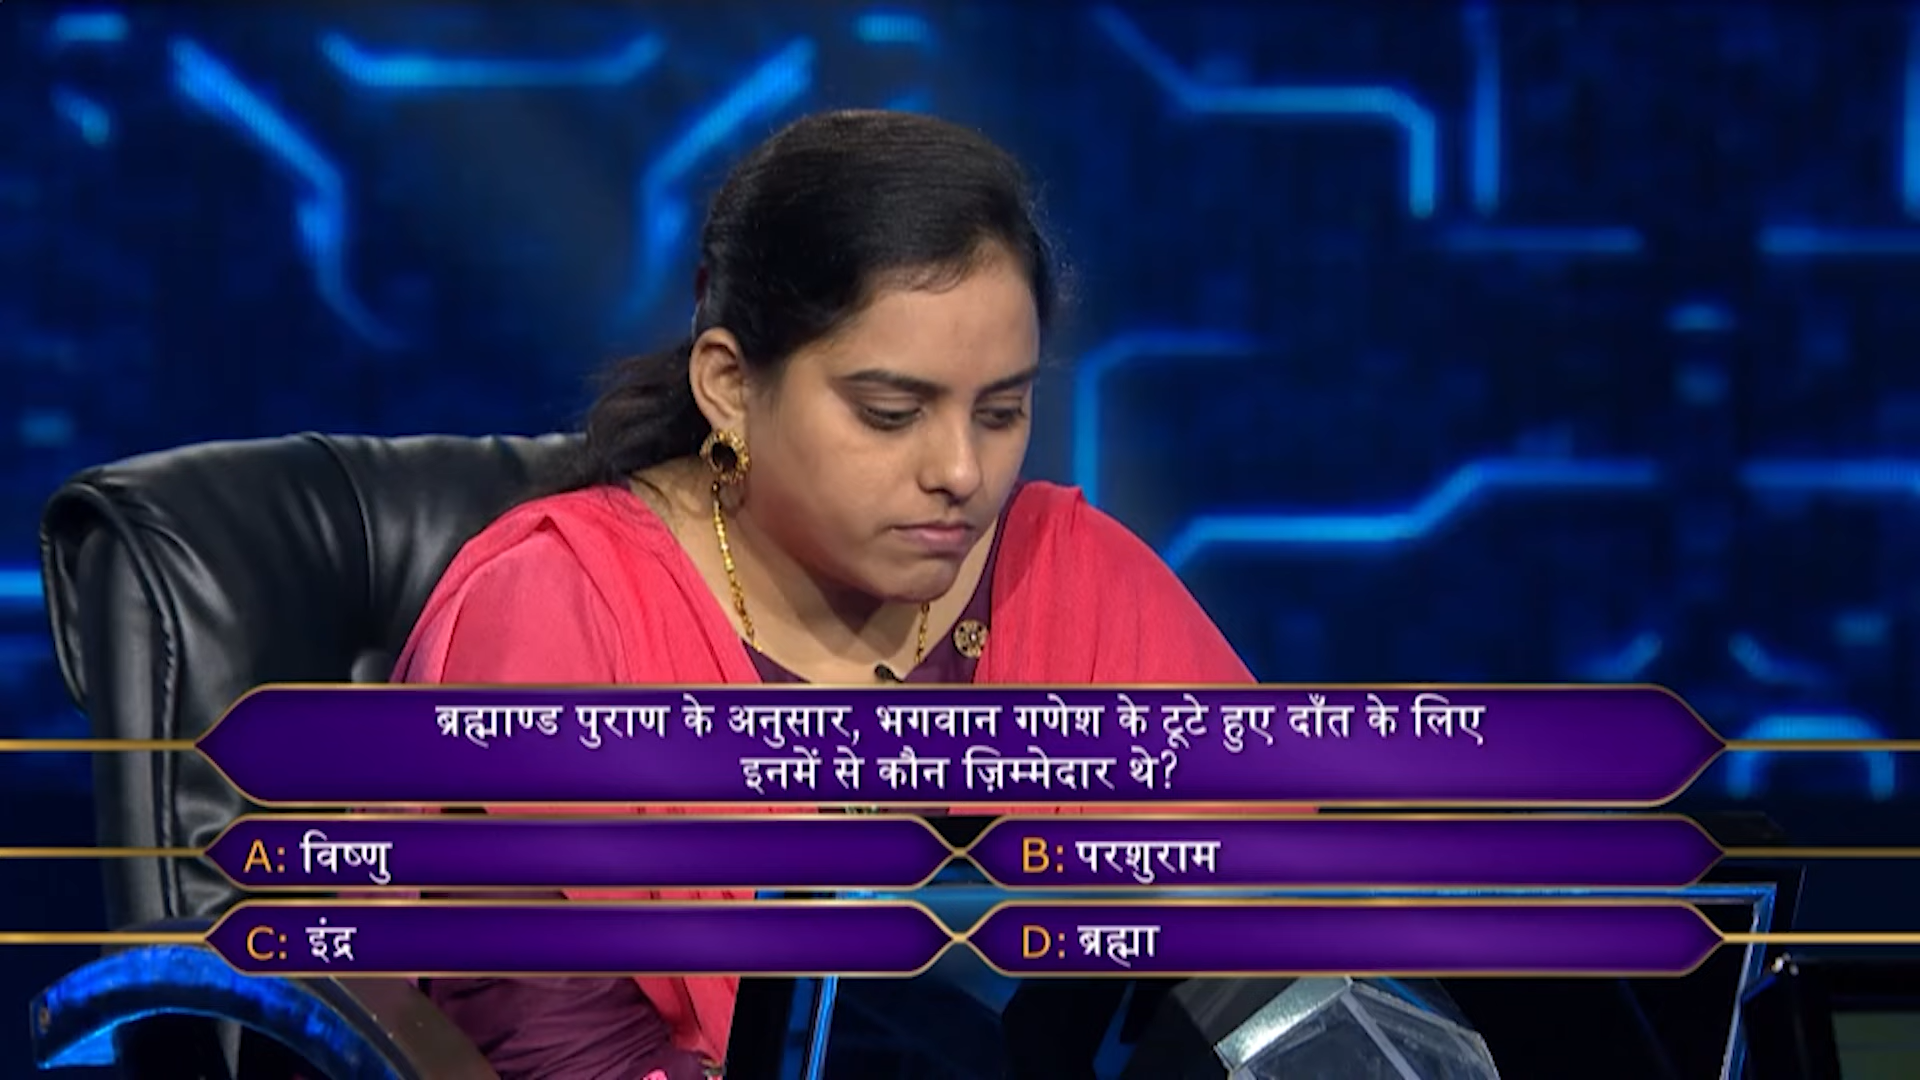 ब्रह्माण्ड पुराण के अनुसार, भगवान गणेश के टूटे हुए दाँत के लिए
इनमें से कौन ज़िम्मेदार थे?
A: विष्णु
B: परशुराम
C: इंद्र
D: ब्रह्मा